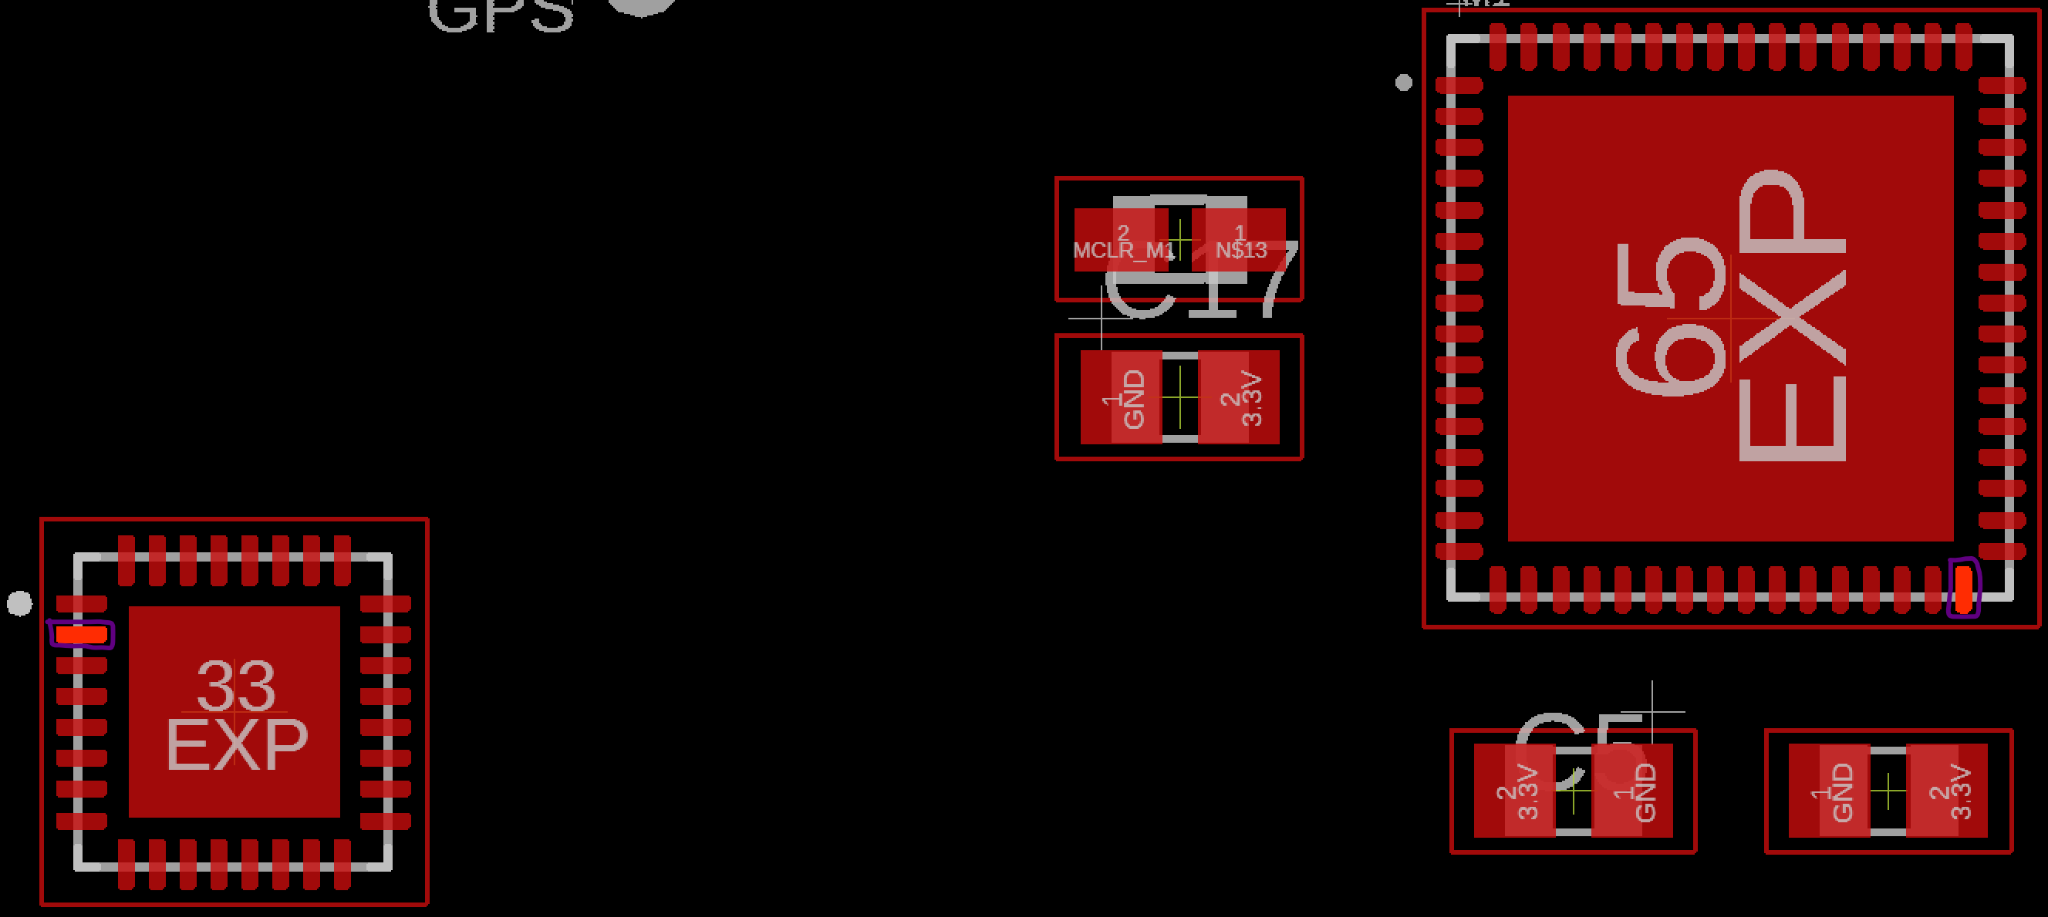 GPS
2
MCLR_M1
1
N$13
C17
1
GND
2
3.3V
65
EXP
33
EXP
C5
2
3.3V
1
GND
1
GND
2
3.3V